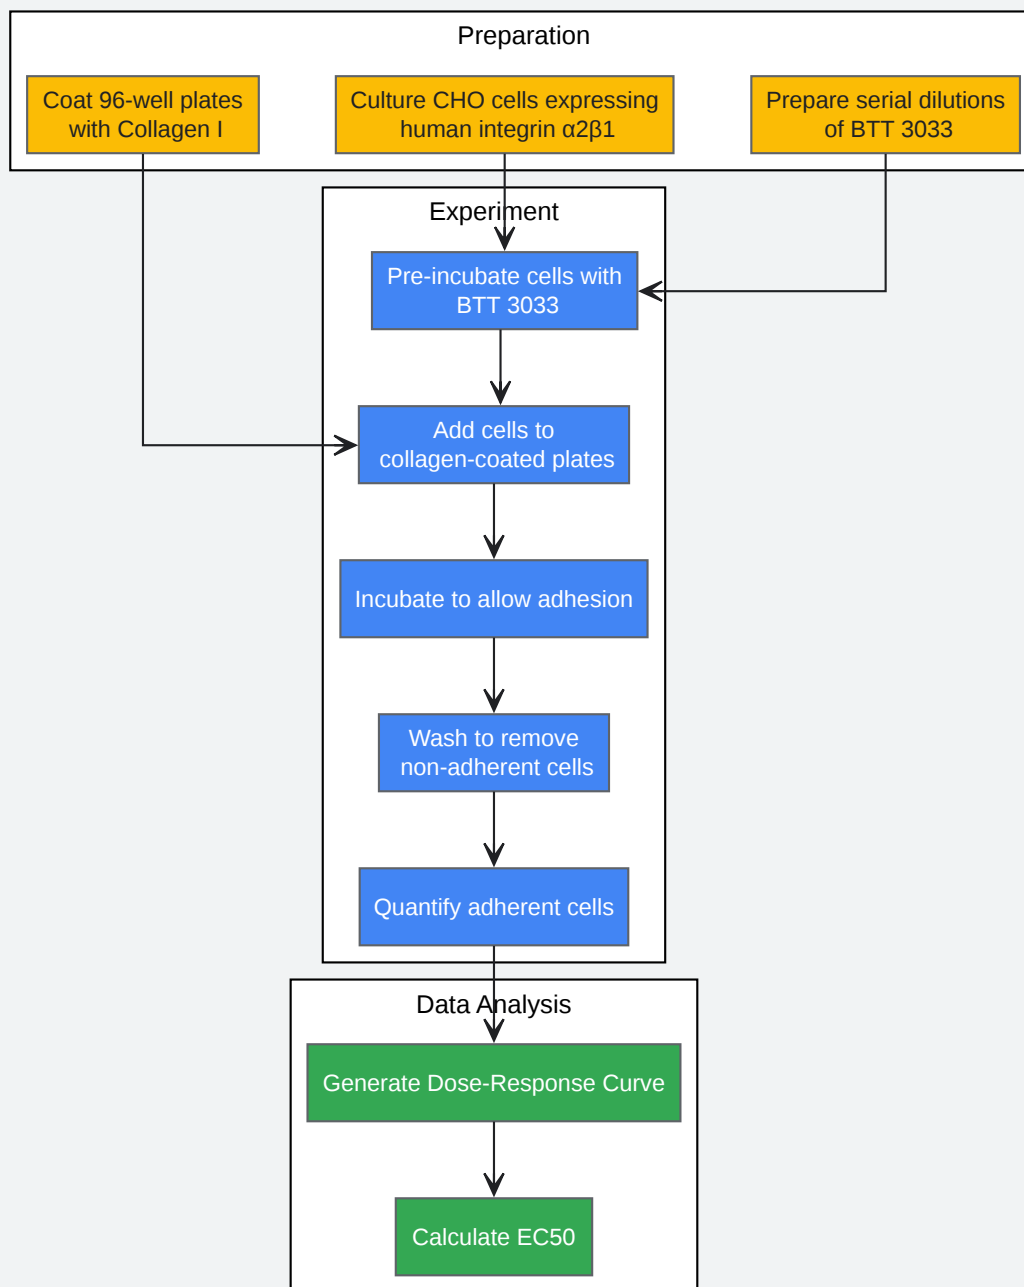 Preparation
Coat 96-well plates
with Collagen I
Culture CHO cells expressing
human integrin α2β1
Prepare serial dilutions
of BTT 3033
Experiment
Pre-incubate cells with
BTT 3033
Add cells to
collagen-coated plates
Incubate to allow adhesion
Wash to remove
non-adherent cells
Quantify adherent cells
Data Analysis
Generate Dose-Response Curve
Calculate EC50